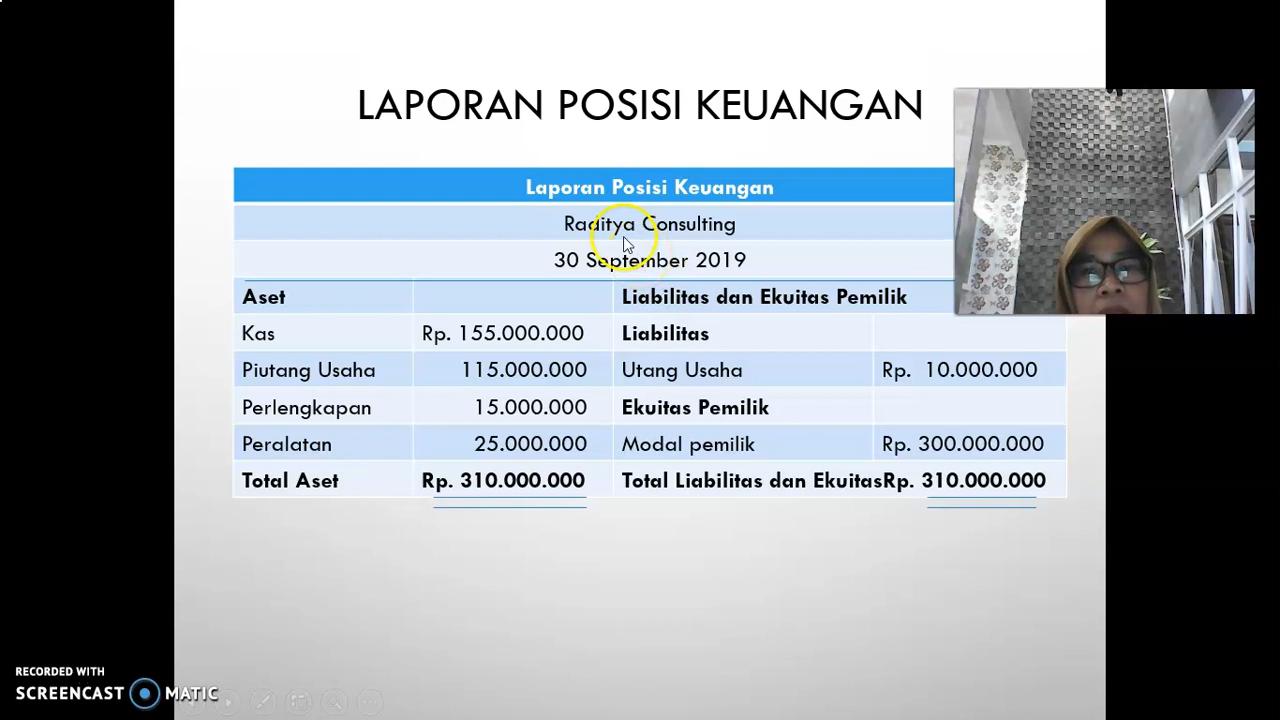 LAPORAN POSISI KEUANGAN
Laporan Posisi Keuangan
Raditya Consulting
30 September 2019
Aset Liabilitas dan Ekuitas Pemilik
Kas Rp. 155.000.000 Liabilitas
Piutang Usaha 115.000.000 Utang Usaha Rp. 10.000.000
Perlengkapan 15.000.000 Ekuitas Pemilik
Peralatan 25.000.000 Modal pemilik Rp. 300.000.000
Total Aset Rp. 310.000.000 Total Liabilitas dan Ekuitas Rp. 310.000.000
RECORDED WITH
SCREENCAST MATIC